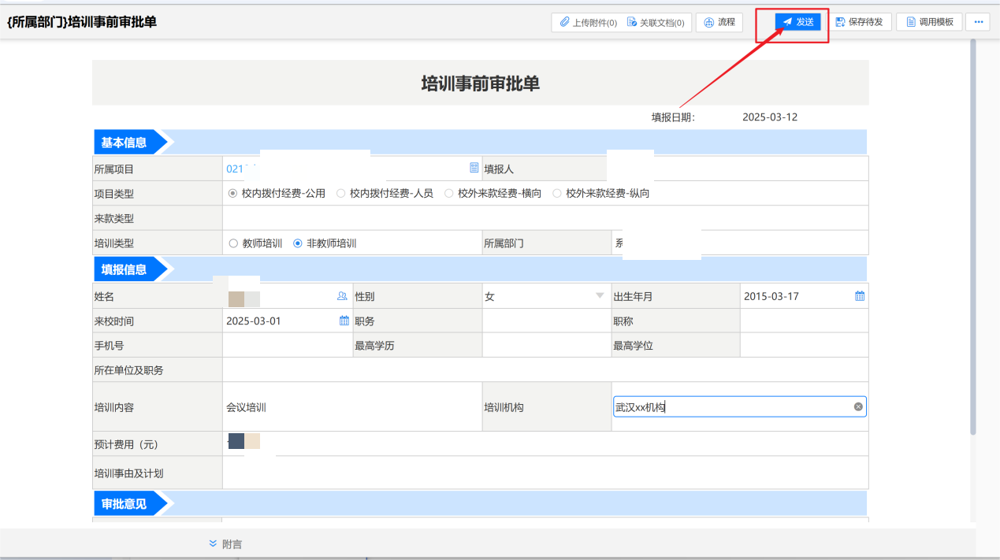 {所属部门}培训事前审批单 上传附件(0) 关联文档(0) 流程 发送 保存待发 调用模板 ...
培训事前审批单
填报日期: 2025-03-12
基本信息
所属项目 021 填报人
项目类型 校内拨付经费-公用 校内拨付经费-人员 校外来款经费-横向 校外来款经费-纵向
来款类型
培训类型 教师培训 非教师培训 所属部门
填报信息
姓名 性别 女 出生年月 2015-03-17
来校时间 2025-03-01 职务 职称
手机号 最高学历 最高学位
所在单位及职务
培训内容 会议培训 培训机构 武汉xx机构
预计费用（元）
培训事由及计划
审批意见
附言